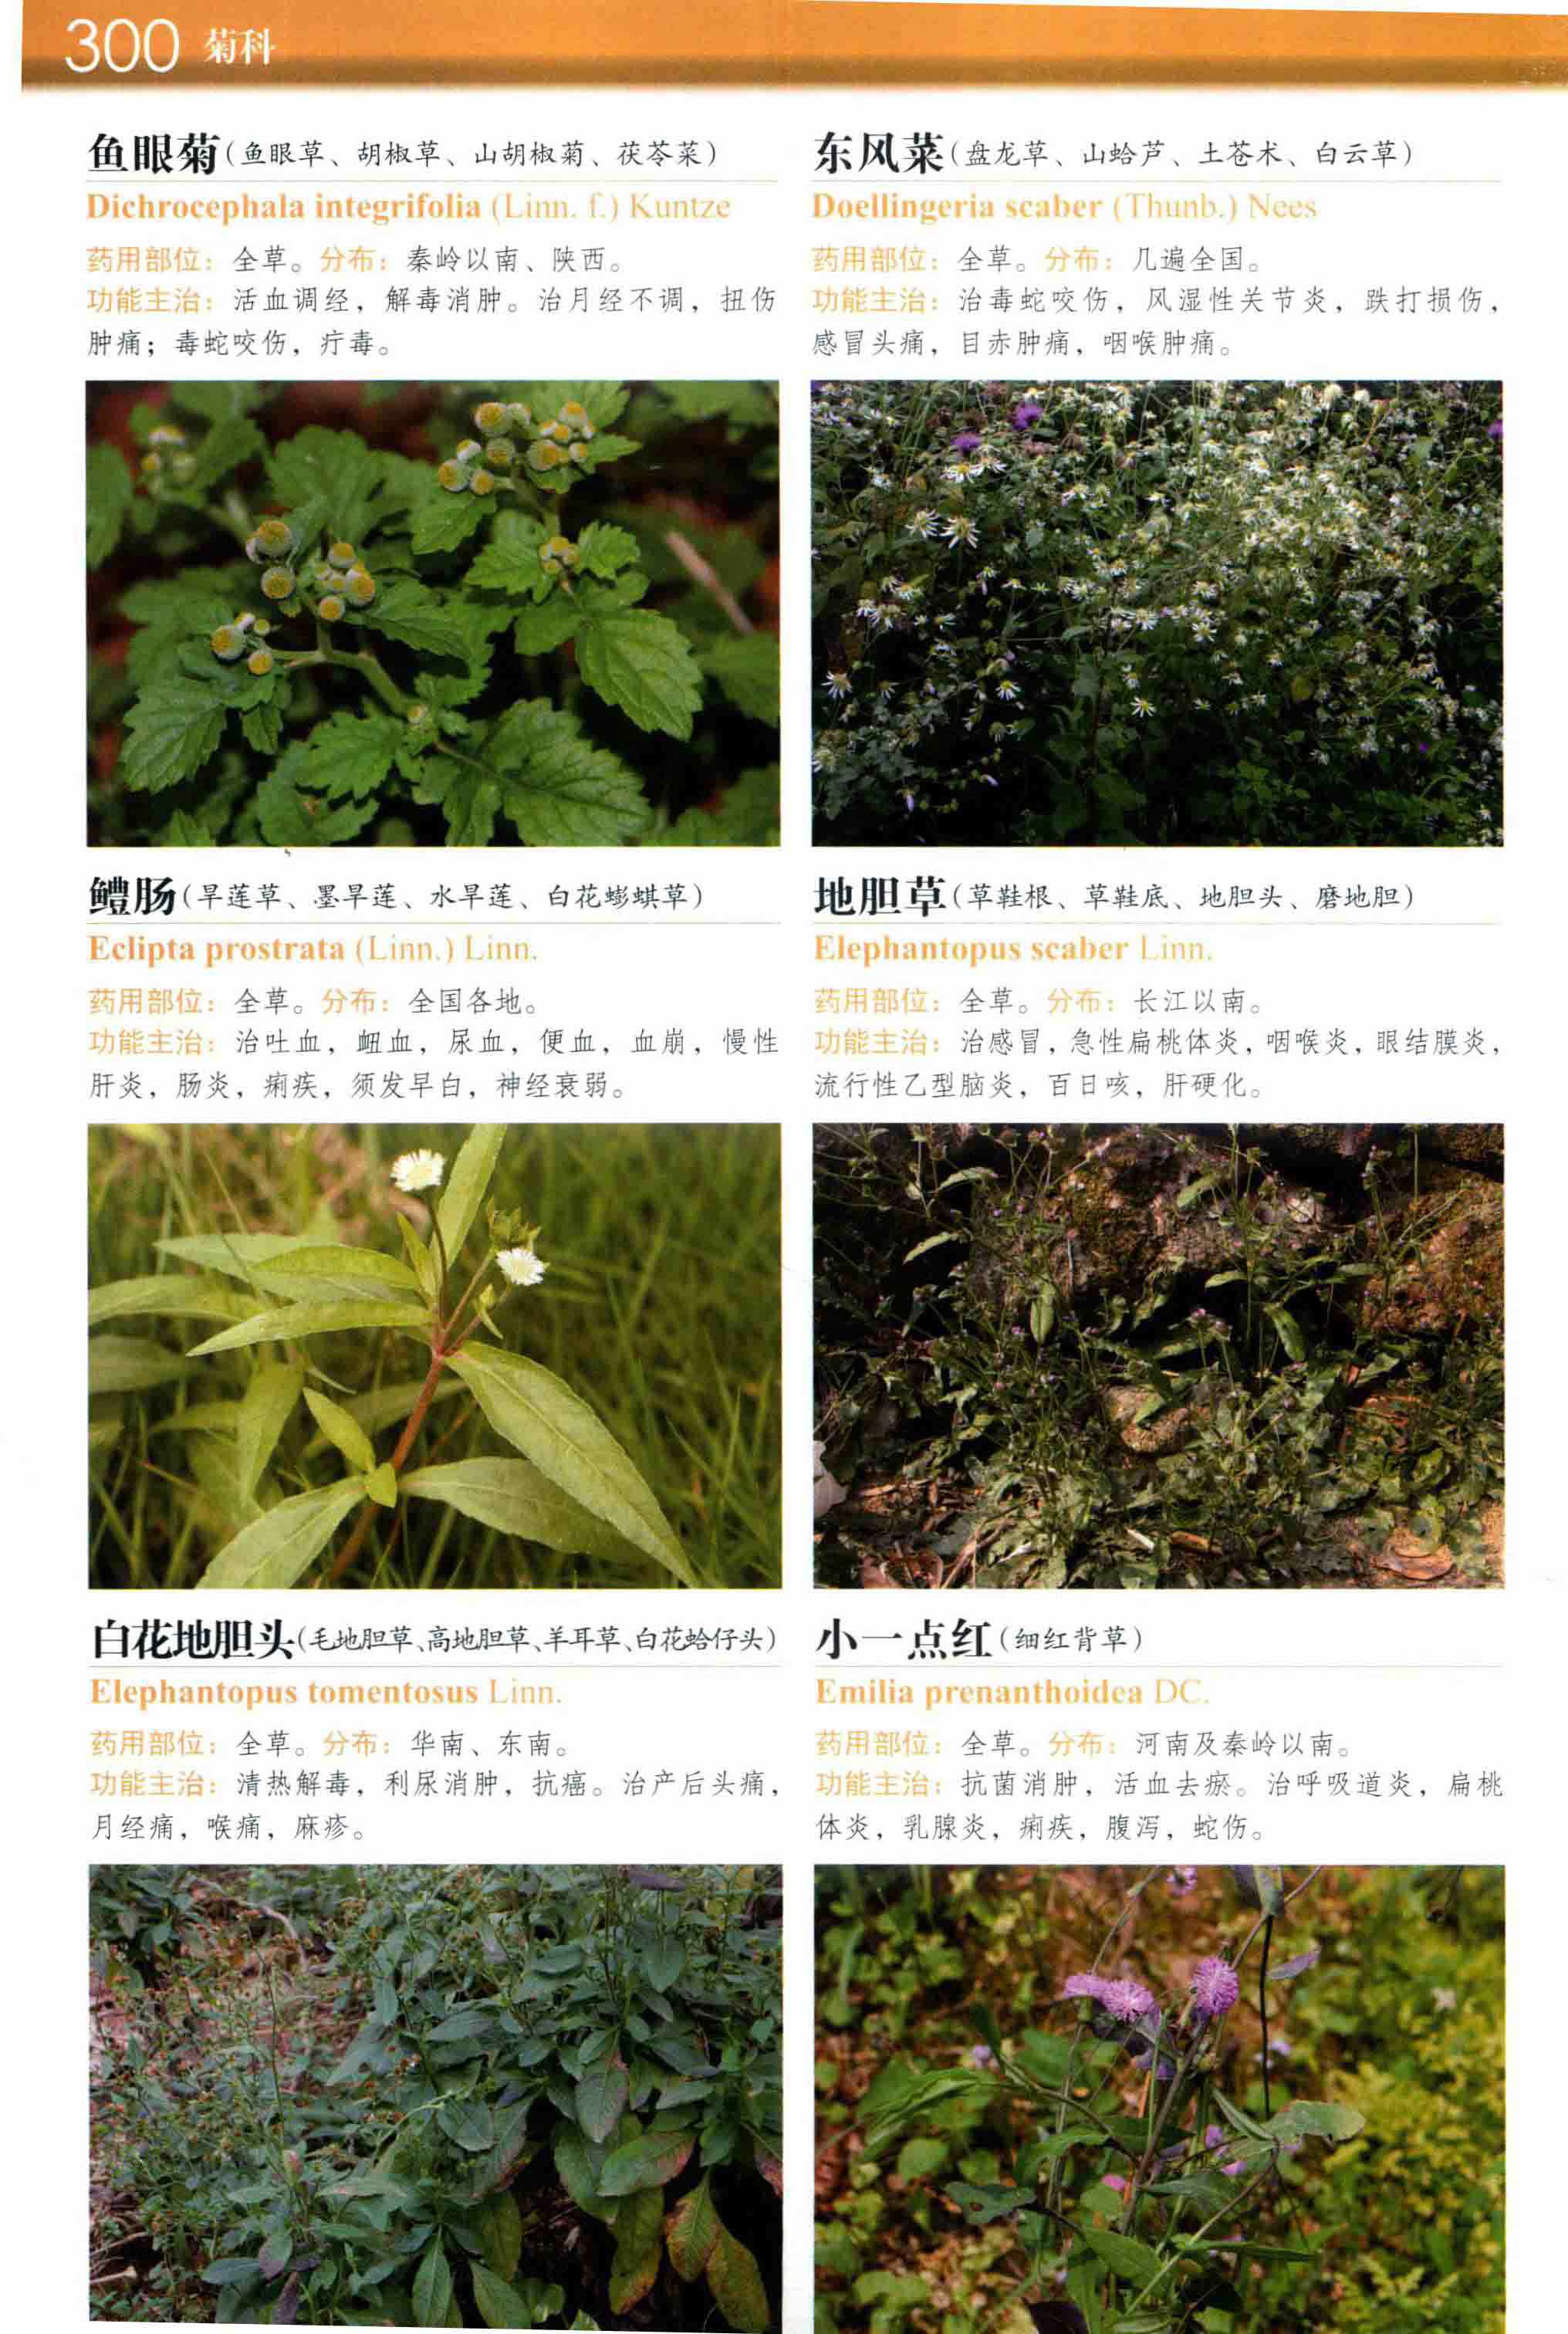 300 菊科
鱼眼菊(鱼眼草、胡椒草、山胡椒菊、茯苓菜)
Dichrocephala integrifolia (Linn. f.) Kuntze
药用部位：全草。分布：秦岭以南、陕西。
功能主治：活血调经，解毒消肿。治月经不调，扭伤
肿痛；毒蛇咬伤，疔毒。
东风菜(盘龙草、山蛤芦、土苍术、白云草)
Doellingeria scaber (Thunb.) Nees
药用部位：全草。分布：几遍全国。
功能主治：治毒蛇咬伤，风湿性关节炎，跌打损伤，
感冒头痛，目赤肿痛，咽喉肿痛。
鳢肠(旱莲草、墨旱莲、水旱莲、白花蟛蜞草)
Eclipta prostrata (Linn.) Linn.
药用部位：全草。分布：全国各地。
功能主治：治吐血，衄血，尿血，便血，血崩，慢性
肝炎，肠炎，痢疾，须发早白，神经衰弱。
地胆草(草鞋根、草鞋底、地胆头、磨地胆)
Elephantopus scaber Linn.
药用部位：全草。分布：长江以南。
功能主治：治感冒，急性扁桃体炎，咽喉炎，眼结膜炎，
流行性乙型脑炎，百日咳，肝硬化。
白花地胆头(毛地胆草、高地胆草、羊耳草、白花蛤仔头)
Elephantopus tomentosus Linn.
药用部位：全草。分布：华南、东南。
功能主治：清热解毒，利尿消肿，抗癌。治产后头痛，
月经痛，喉痛，麻疹。
小一点红(细红背草)
Emilia prenanthoidea DC.
药用部位：全草。分布：河南及秦岭以南。
功能主治：抗菌消肿，活血去瘀。治呼吸道炎，扁桃
体炎，乳腺炎，痢疾，腹泻，蛇伤。